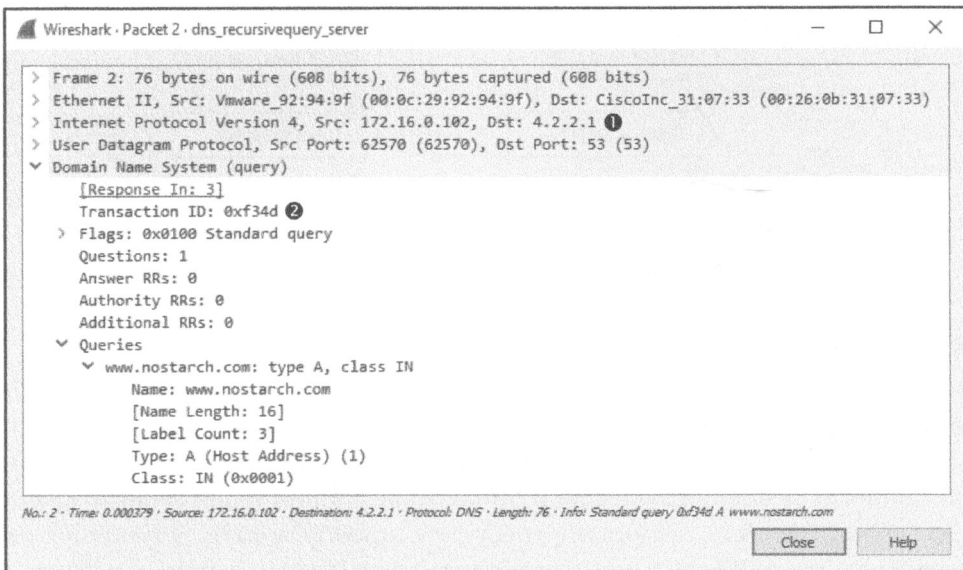 Wireshark · Packet 2 · dns_recursivequery_server
> Frame 2: 76 bytes on wire (608 bits), 76 bytes captured (608 bits)
> Ethernet II, Src: Vmware_92:94:9f (00:0c:29:92:94:9f), Dst: CiscoInc_31:07:33 (00:26:0b:31:07:33)
> Internet Protocol Version 4, Src: 172.16.0.102, Dst: 4.2.2.1 ❶
> User Datagram Protocol, Src Port: 62570 (62570), Dst Port: 53 (53)
Domain Name System (query)
[Response In: 3]
Transaction ID: 0xf34d ❷
> Flags: 0x0100 Standard query
Questions: 1
Answer RRs: 0
Authority RRs: 0
Additional RRs: 0
Queries
www.nostarch.com: type A, class IN
Name: www.nostarch.com
[Name Length: 16]
[Label Count: 3]
Type: A (Host Address) (1)
Class: IN (0x0001)
No.: 2 · Time: 0.000379 · Source: 172.16.0.102 · Destination: 4.2.2.1 · Protocol: DNS · Length: 76 · Info: Standard query 0xf34d A www.nostarch.com
Close Help